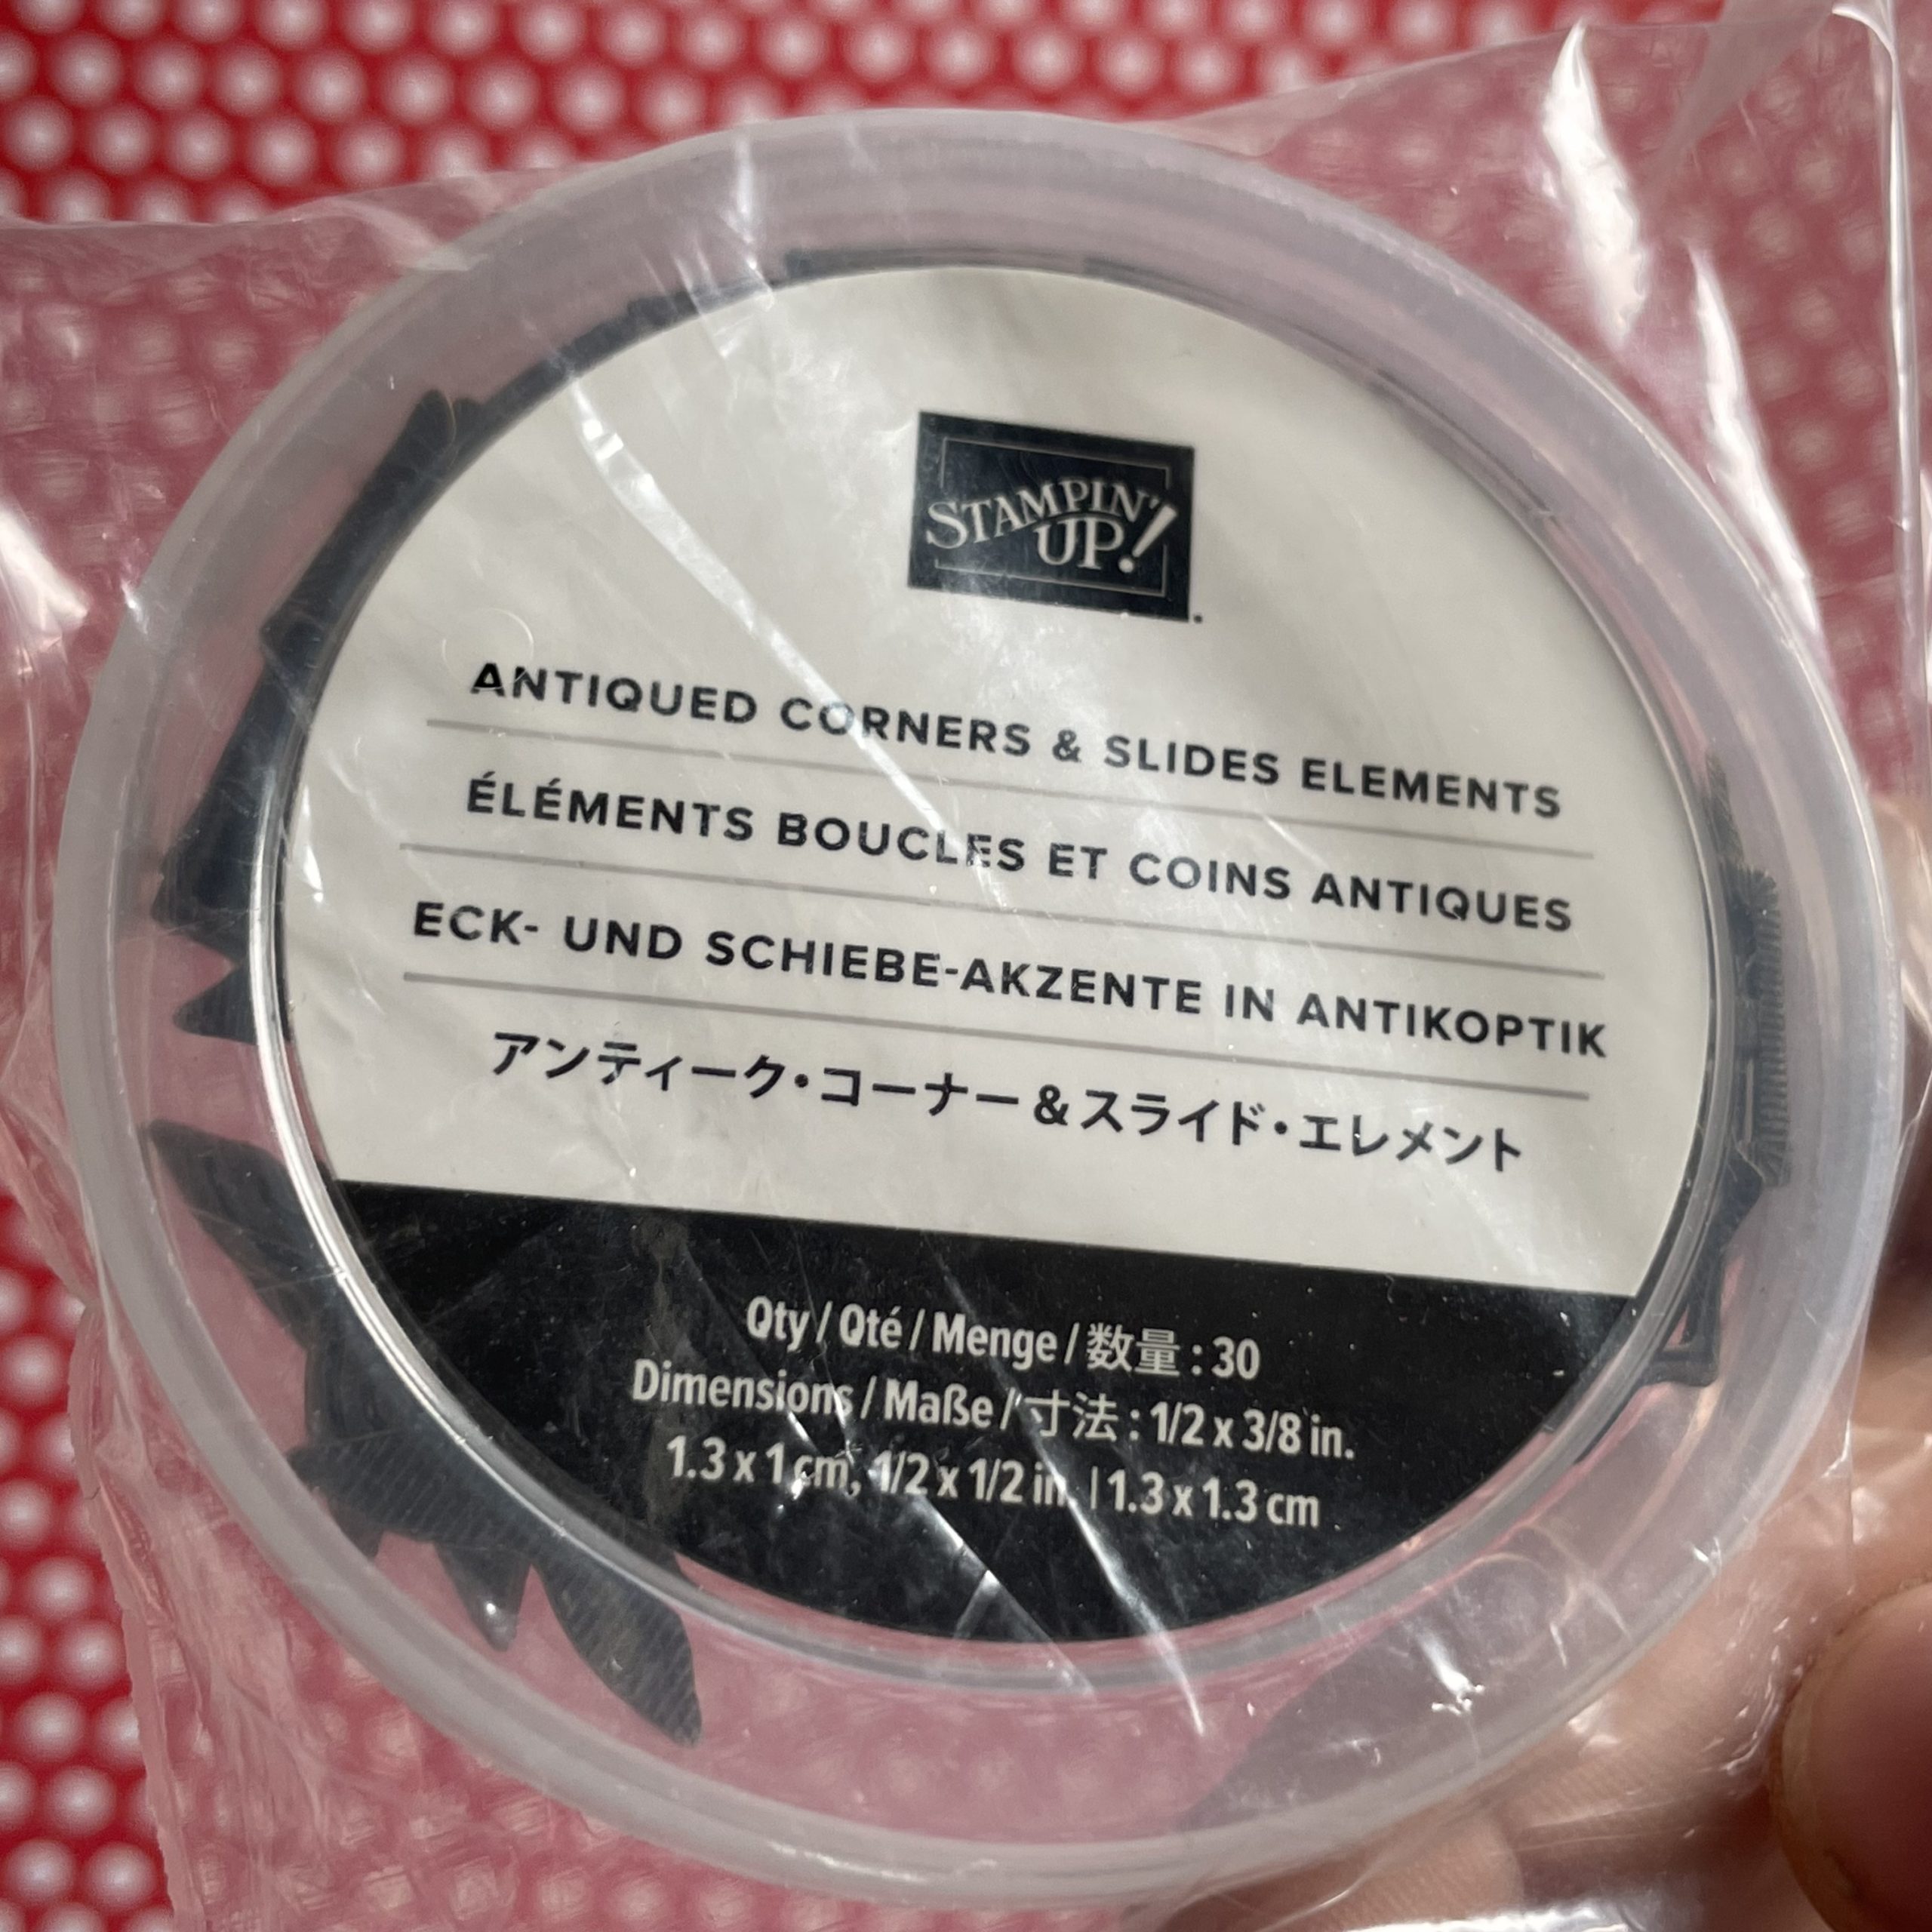 STAMPIN'
UP!
ANTIQUED CORNERS & SLIDES ELEMENTS
ÉLÉMENTS BOUCLES ET COINS ANTIQUES
ECK- UND SCHIEBE-AKZENTE IN ANTIKOPTIK
アンティーク・コーナー&スライド・エレメント
Qty / Qté / Menge / 数量 : 30
Dimensions / Maße / 寸法 : 1/2 x 3/8 in.
1.3 x 1 cm, 1/2 x 1/2 in. | 1.3 x 1.3 cm